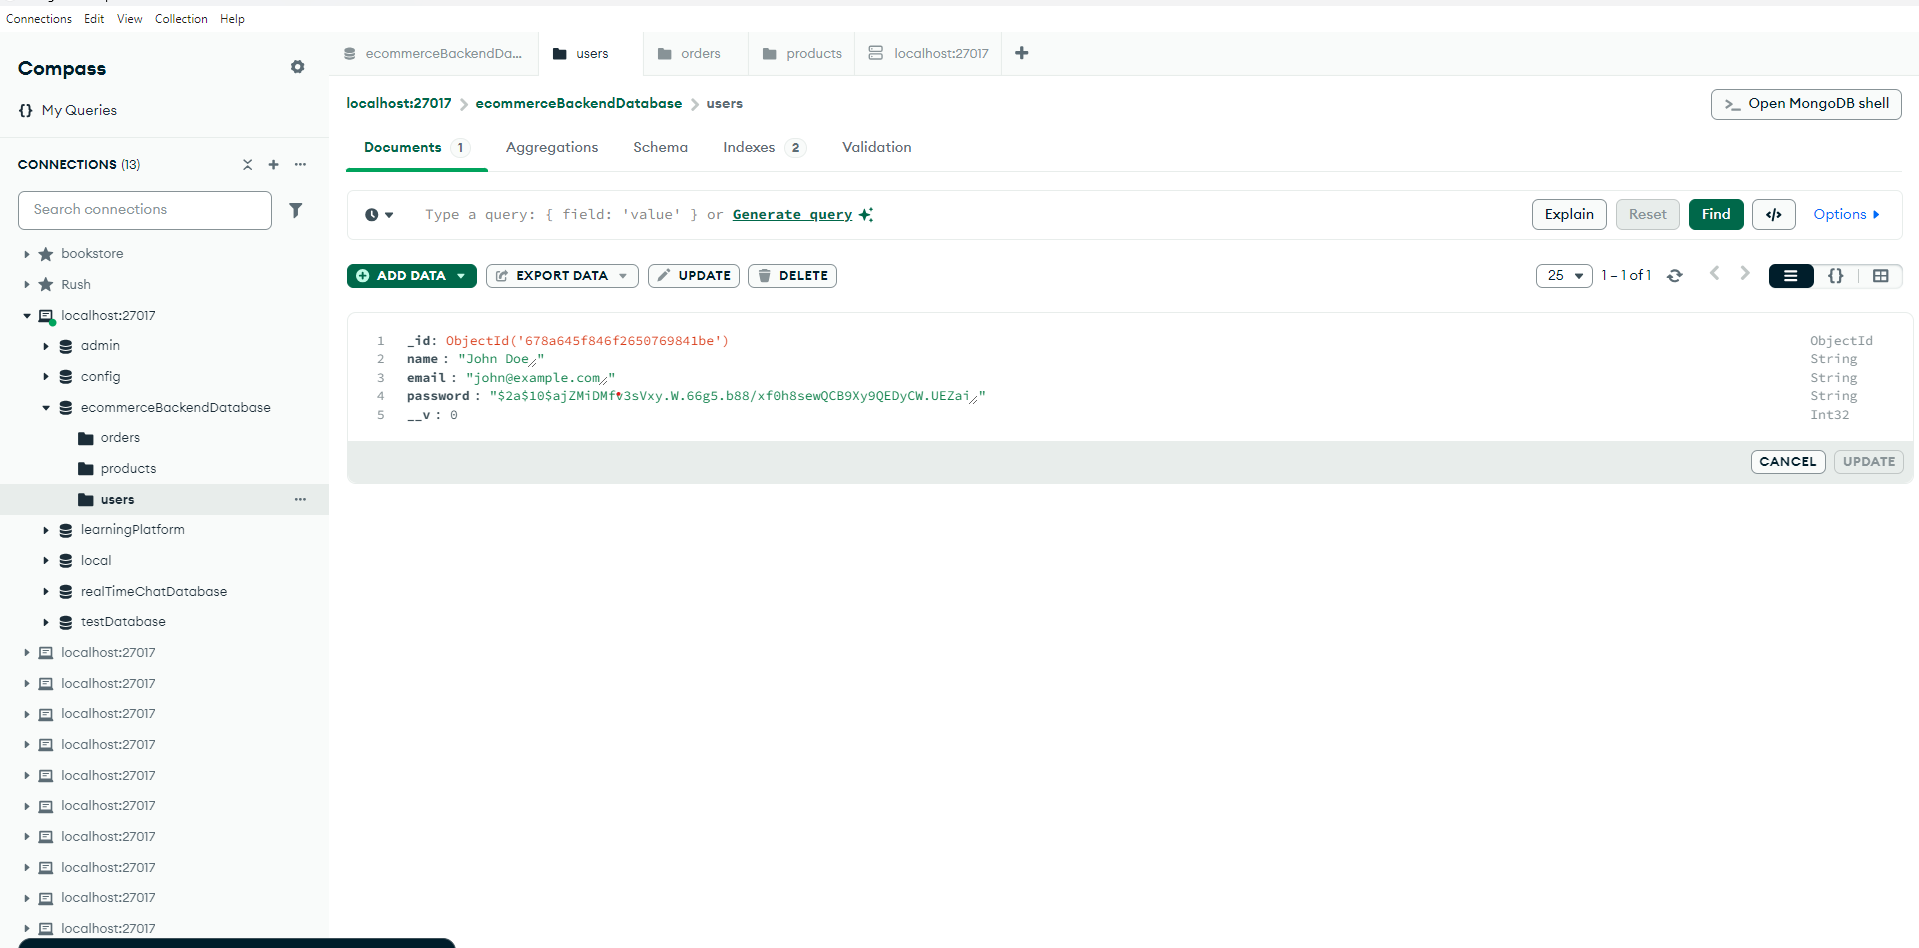 Connections Edit View Collection Help
Compass
My Queries
CONNECTIONS (13)
Search connections
bookstore
Rush
localhost:27017
admin
config
ecommerceBackendDatabase
orders
products
users
learningPlatform
local
realTimeChatDatabase
testDatabase
localhost:27017
localhost:27017
localhost:27017
localhost:27017
localhost:27017
localhost:27017
localhost:27017
localhost:27017
localhost:27017
localhost:27017
ecommerceBackendDa... users orders products localhost:27017
localhost:27017 ecommerceBackendDatabase users
Open MongoDB shell
Documents 1 Aggregations Schema Indexes 2 Validation
Type a query: { field: 'value' } or Generate query
Explain Reset Find </> Options
ADD DATA EXPORT DATA UPDATE DELETE
25 1 – 1 of 1
1 _id: ObjectId('678a645f846f2650769841be') ObjectId
2 name : "John Doe" String
3 email : "john@example.com" String
4 password : "$2a$10$ajZMiDMfv3sVxy.W.66g5.b88/xf0h8sewQCB9Xy9QEDyCW.UEZai" String
5 __v : 0 Int32
CANCEL UPDATE